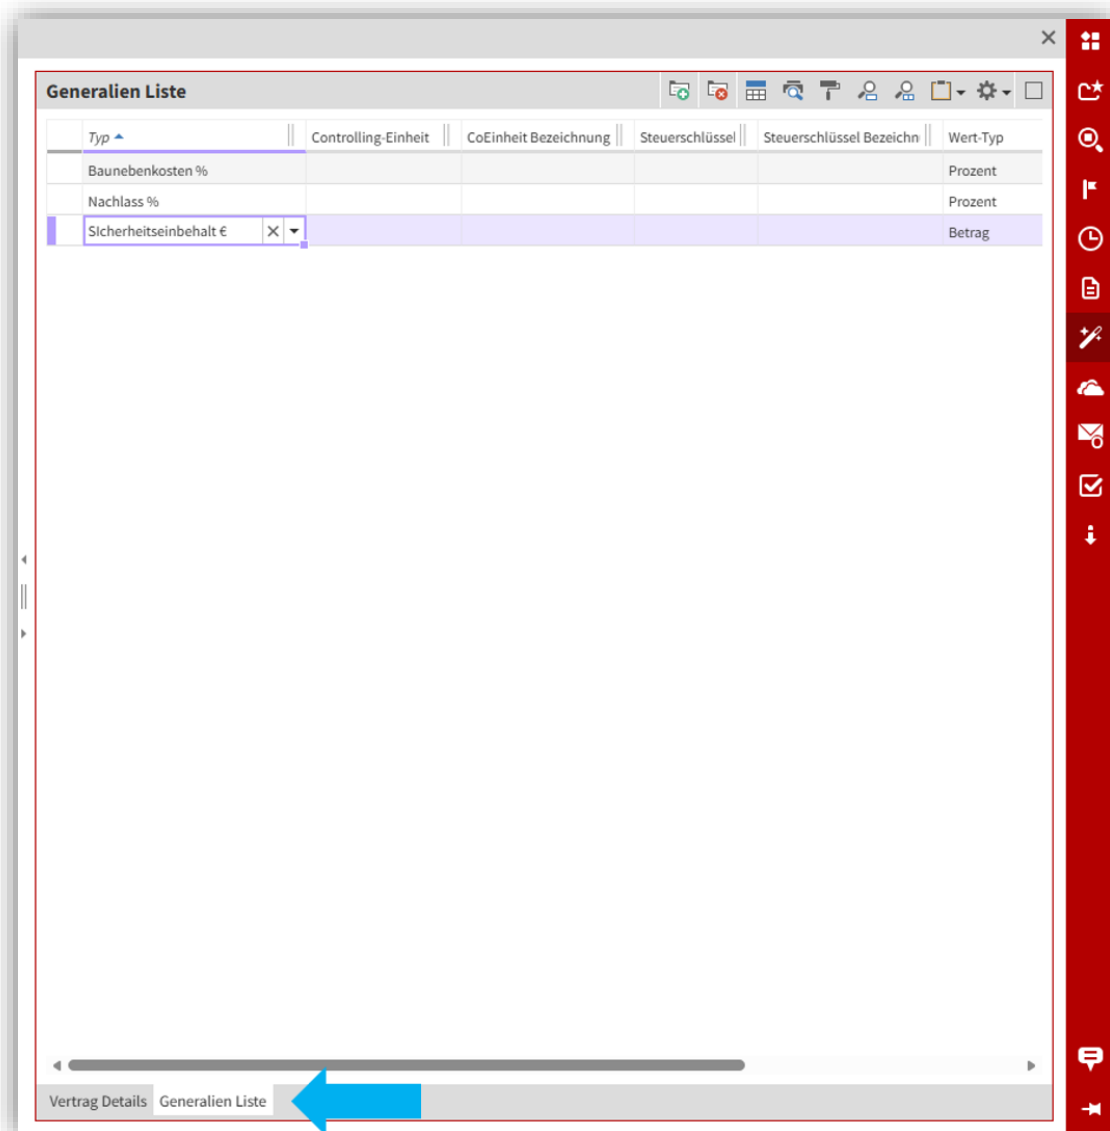 Generalien Liste
Typ Controlling-Einheit CoEinheit Bezeichnung Steuerschlüssel Steuerschlüssel Bezeichn Wert-Typ
Baunebenkosten % Prozent
Nachlass % Prozent
SIcherheitseinbehalt € Betrag
Vertrag Details Generalien Liste